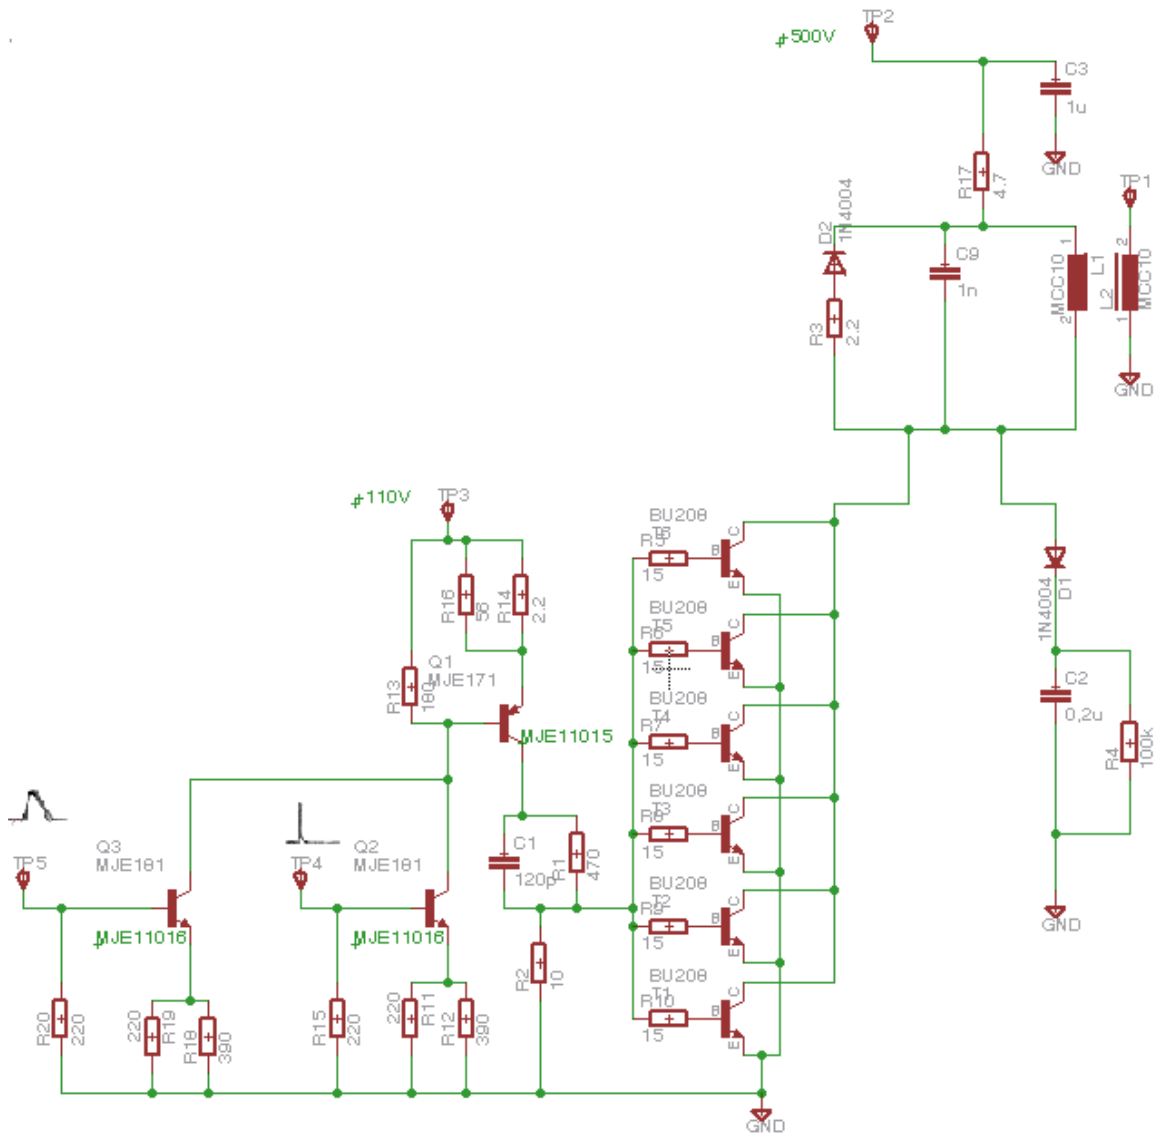 TP2
+500V
C3
1u
GND
R17
4.7
TP1
D2
1N4004
C9
1n
MCC10
1
2
L1
L2
2
1
MCC10
R3
2.2
GND
+110V
TP3
R16
56
R14
2.2
Q1
MJE171
R13
180
MJE11015
BU208
T6
R5
15
B
C
E
BU208
T5
R6
15
B
C
E
BU208
T4
R7
15
B
C
E
BU208
T3
R8
15
B
C
E
BU208
T2
R9
15
B
C
E
BU208
T1
R10
15
B
C
E
1N4004
D1
C2
0,2u
R4
100k
GND
Q3
MJE181
TP5
MJE11016
Q2
MJE181
TP4
MJE11016
C1
120p
R1
470
R2
10
R20
220
220
R19
R18
390
R15
220
220
R11
R12
390
GND